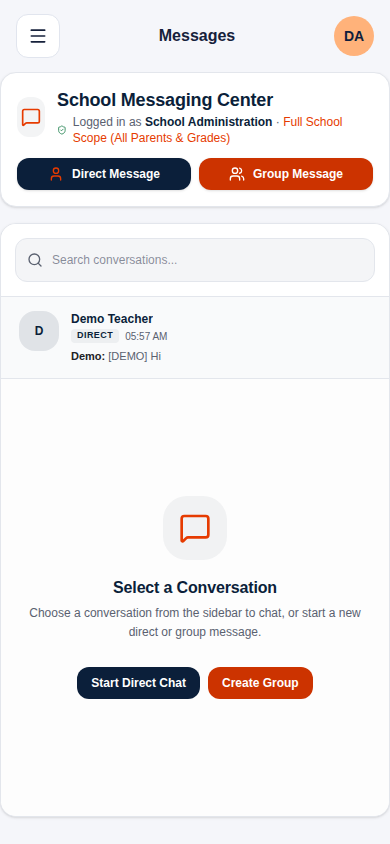 Messages
DA
School Messaging Center
Logged in as School Administration · Full School
Scope (All Parents & Grades)
Direct Message
Group Message
Search conversations...
D
Demo Teacher
DIRECT 05:57 AM
Demo: [DEMO] Hi
Select a Conversation
Choose a conversation from the sidebar to chat, or start a new
direct or group message.
Start Direct Chat
Create Group